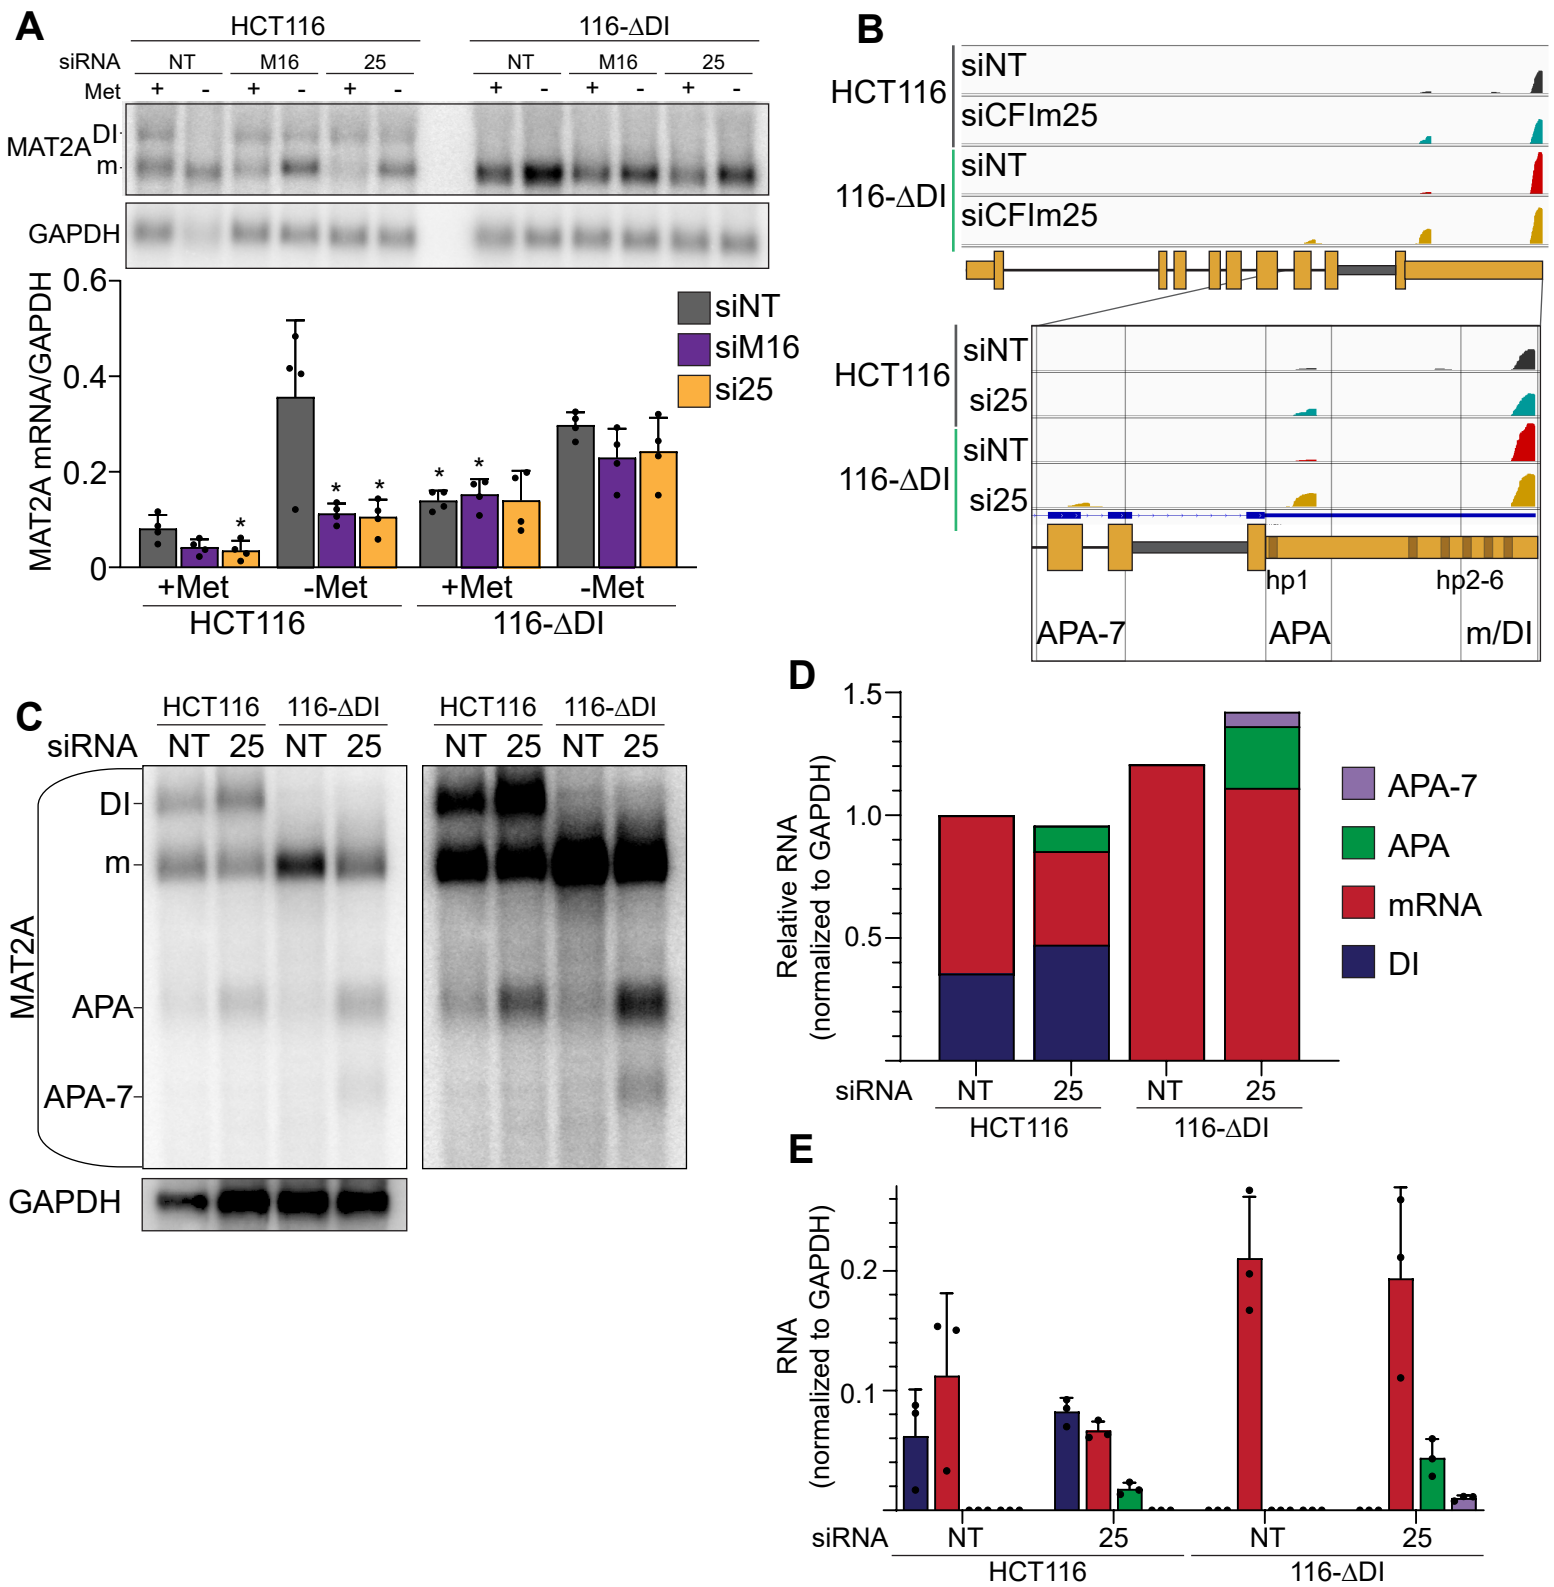 A
HCT116
116-ΔDI
siRNA
NT
M16
25
NT
M16
25
Met
+
-
+
-
+
-
+
-
+
-
+
-
MAT2A
DI
m
GAPDH
MAT2A mRNA/GAPDH
0.6
0.4
0.2
0
siNT
siM16
si25
*
*
*
*
*
+Met
-Met
+Met
-Met
HCT116
116-ΔDI
B
HCT116
siNT
siCFIm25
116-ΔDI
siNT
siCFIm25
HCT116
siNT
si25
116-ΔDI
siNT
si25
hp1
hp2-6
APA-7
APA
m/DI
C
HCT116
116-ΔDI
HCT116
116-ΔDI
siRNA
NT
25
NT
25
NT
25
NT
25
MAT2A
DI
m
APA
APA-7
GAPDH
D
Relative RNA
(normalized to GAPDH)
1.5
1.0
0.5
APA-7
APA
mRNA
DI
siRNA
NT
25
NT
25
HCT116
116-ΔDI
E
RNA
(normalized to GAPDH)
0.2
0.1
siRNA
NT
25
NT
25
HCT116
116-ΔDI